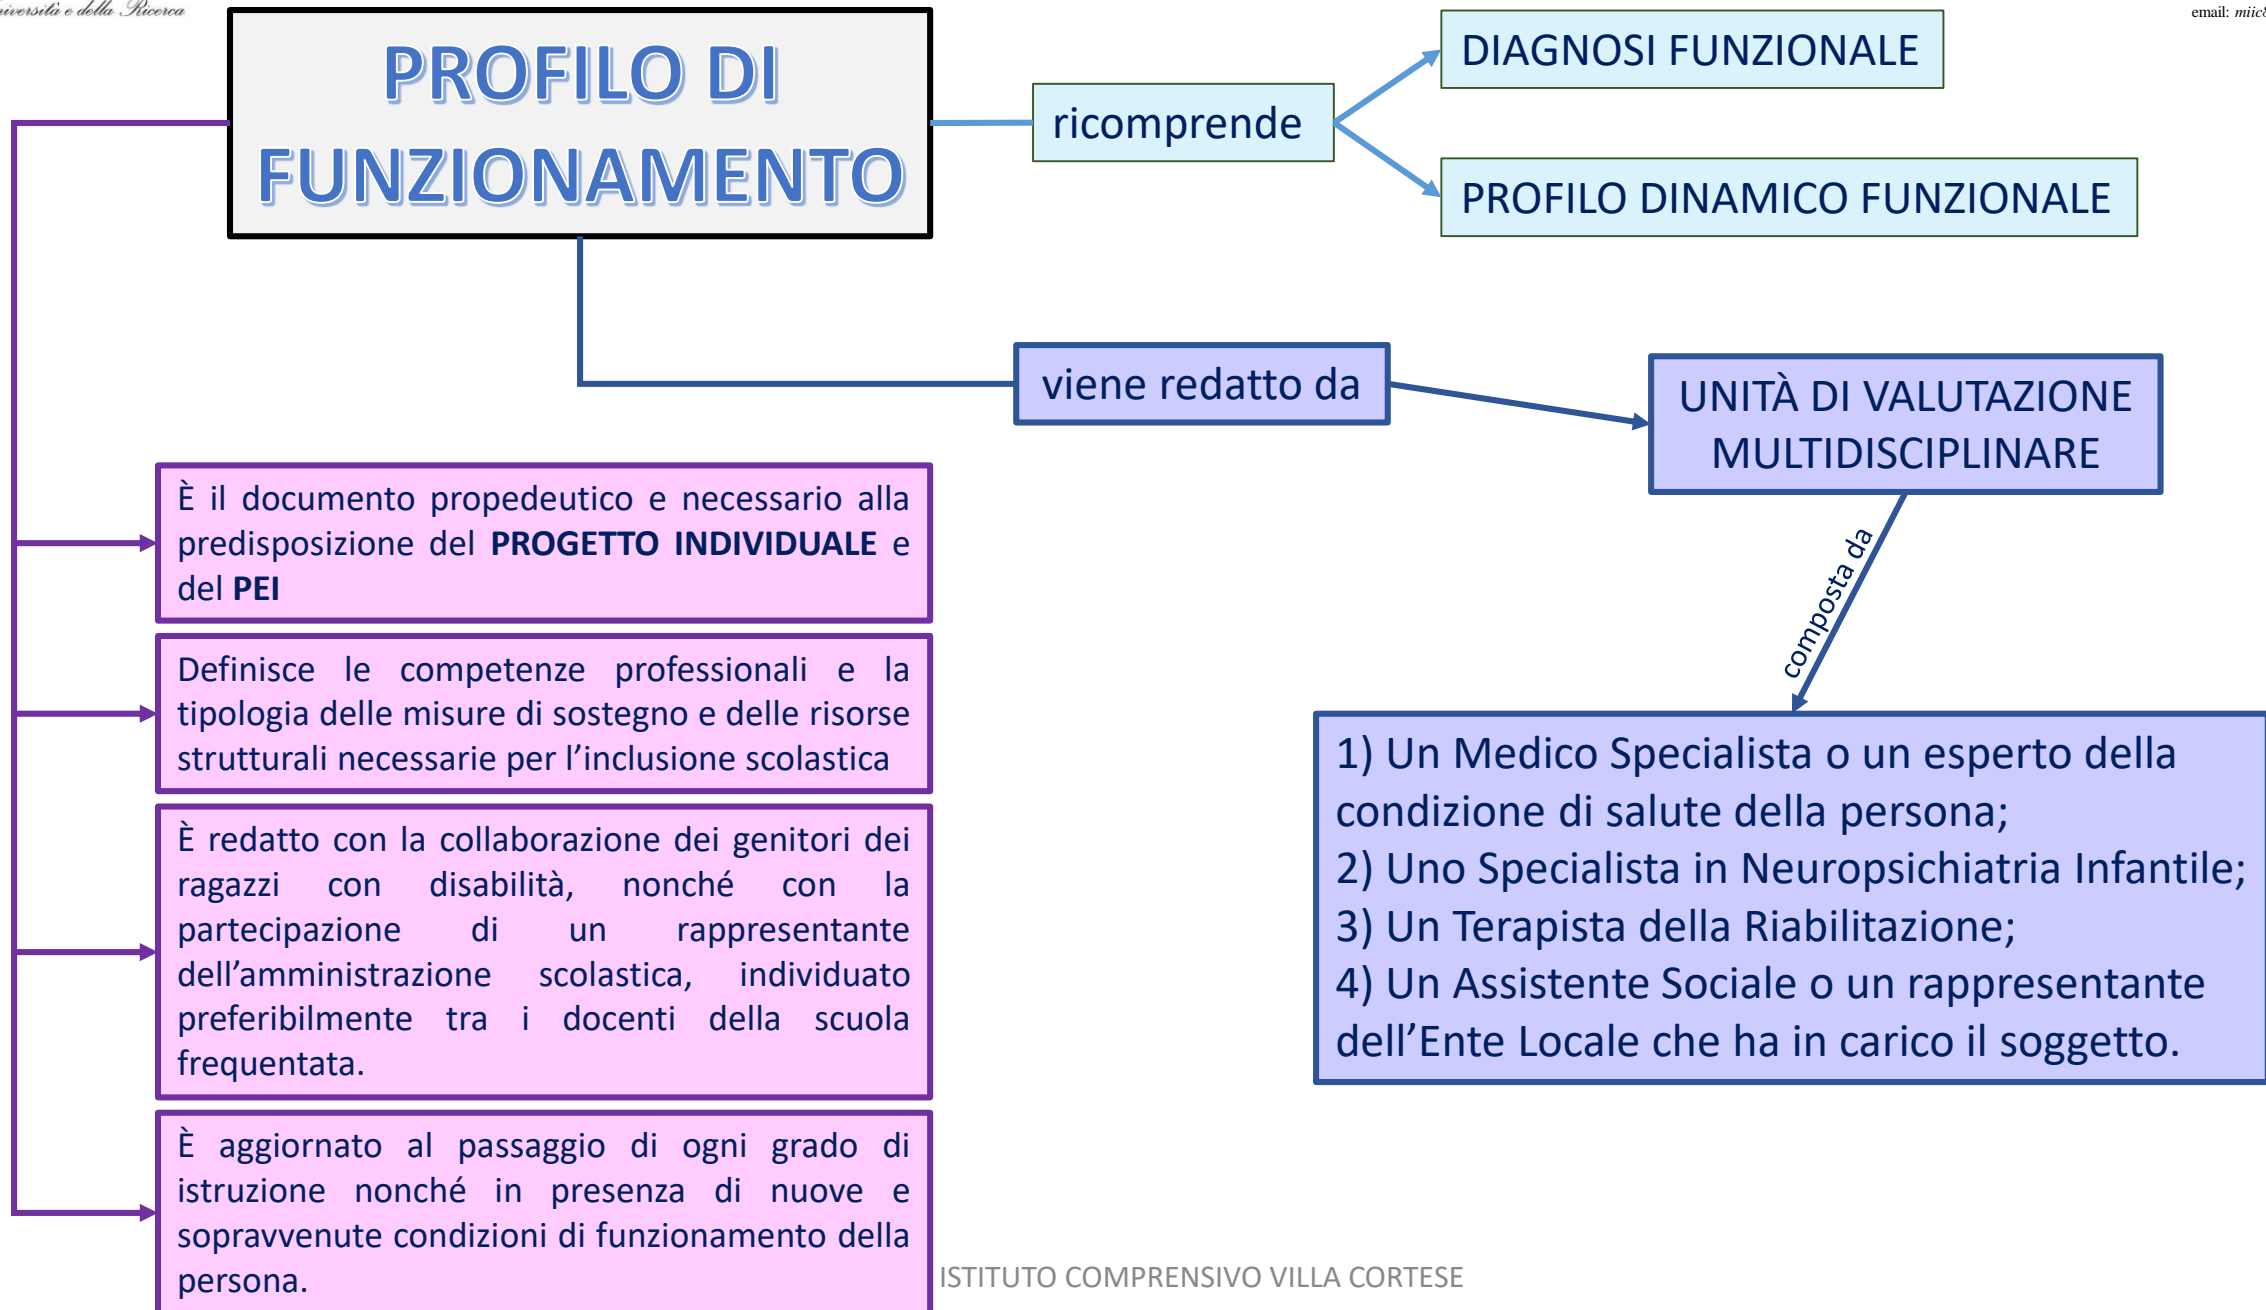 Università e della Ricerca
email:
PROFILO DI
FUNZIONAMENTO
ricomprende
DIAGNOSI FUNZIONALE
PROFILO DINAMICO FUNZIONALE
viene redatto da
UNITÀ DI VALUTAZIONE
MULTIDISCIPLINARE
composta da
1) Un Medico Specialista o un esperto della
condizione di salute della persona;
2) Uno Specialista in Neuropsichiatria Infantile;
3) Un Terapista della Riabilitazione;
4) Un Assistente Sociale o un rappresentante
dell’Ente Locale che ha in carico il soggetto.
È il documento propedeutico e necessario alla
predisposizione del PROGETTO INDIVIDUALE e
del PEI
Definisce le competenze professionali e la
tipologia delle misure di sostegno e delle risorse
strutturali necessarie per l’inclusione scolastica
È redatto con la collaborazione dei genitori dei
ragazzi con disabilità, nonché con la
partecipazione di un rappresentante
dell’amministrazione scolastica, individuato
preferibilmente tra i docenti della scuola
frequentata.
È aggiornato al passaggio di ogni grado di
istruzione nonché in presenza di nuove e
sopravvenute condizioni di funzionamento della
persona.
ISTITUTO COMPRENSIVO VILLA CORTESE